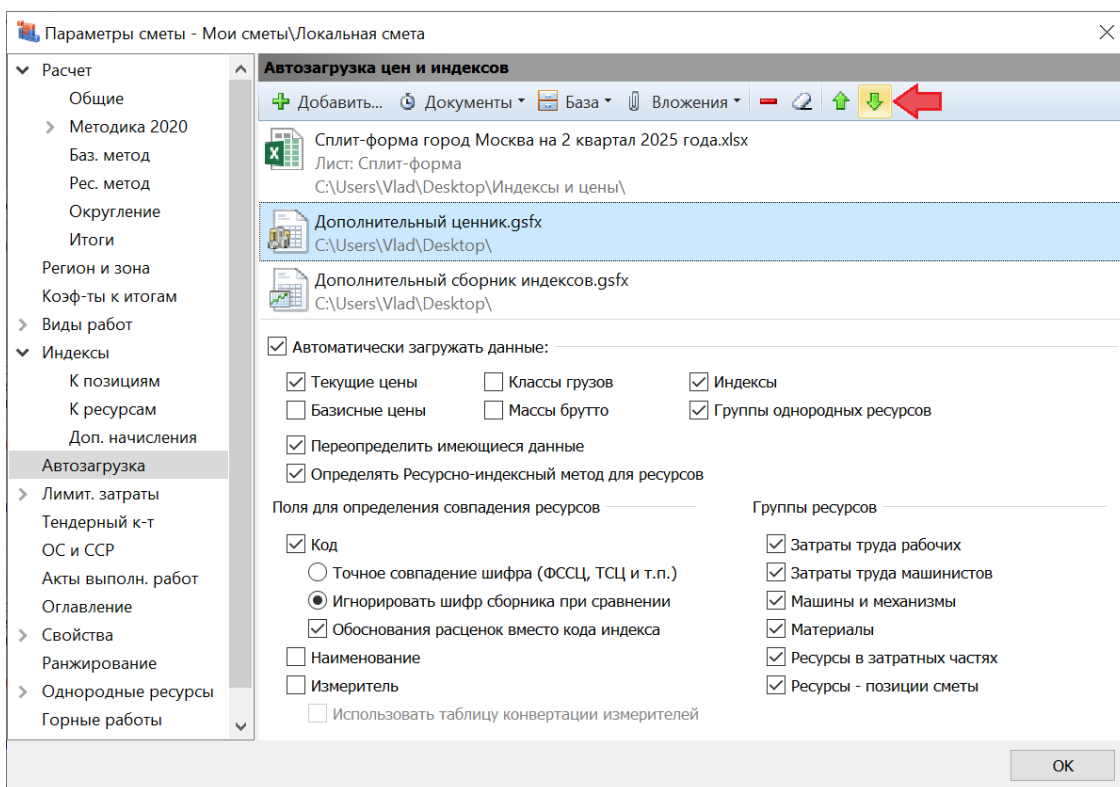 Параметры сметы - Мои сметы\Локальная смета
Расчет
Общие
Методика 2020
Баз. метод
Рес. метод
Округление
Итоги
Регион и зона
Коэф-ты к итогам
Виды работ
Индексы
К позициям
К ресурсам
Доп. начисления
Автозагрузка
Лимит. затраты
Тендерный к-т
ОС и ССР
Акты выполн. работ
Оглавление
Свойства
Ранжирование
Однородные ресурсы
Горные работы
Автозагрузка цен и индексов
Добавить... Документы База Вложения
Сплит-форма город Москва на 2 квартал 2025 года.xlsx
Лист: Сплит-форма
C:\Users\Vlad\Desktop\Индексы и цены\
Дополнительный ценник.gsfx
C:\Users\Vlad\Desktop\
Дополнительный сборник индексов.gsfx
C:\Users\Vlad\Desktop\
Автоматически загружать данные:
Текущие цены Классы грузов Индексы
Базисные цены Массы брутто Группы однородных ресурсов
Переопределить имеющиеся данные
Определять Ресурсно-индексный метод для ресурсов
Поля для определения совпадения ресурсов
Код
Точное совпадение шифра (ФССЦ, ТСЦ и т.п.)
Игнорировать шифр сборника при сравнении
Обоснования расценок вместо кода индекса
Наименование
Измеритель
Использовать таблицу конвертации измерителей
Группы ресурсов
Затраты труда рабочих
Затраты труда машинистов
Машины и механизмы
Материалы
Ресурсы в затратных частях
Ресурсы - позиции сметы
ОК